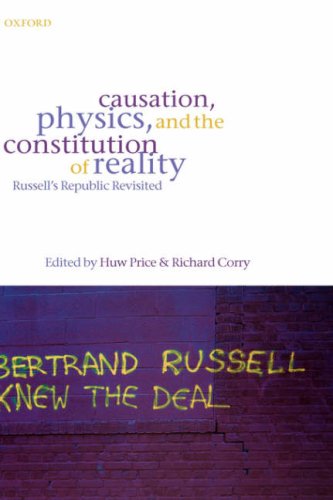 OXFORD
causation,
physics, and the
constitution
of reality
Russell's Republic Revisited
Edited by Huw Price & Richard Corry
BERTRAND RUSSELL
KNEW THE DEAL